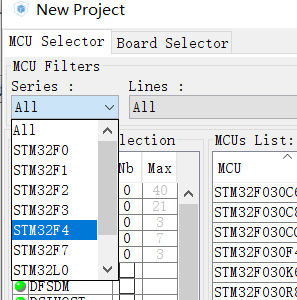 New Project
MCU Selector Board Selector
MCU Filters
Series : Lines :
All All
All
STM32F0
STM32F1
STM32F2
STM32F3
STM32F4
STM32F7
STM32L0
lection
Nb Max
0 40
0 21
0 3
0 7
0 3
DFSDM
MCUs List:
MCU
STM32F030C6
STM32F030C8
STM32F030C
STM32F030F4
STM32F030K6
STM32F030R8